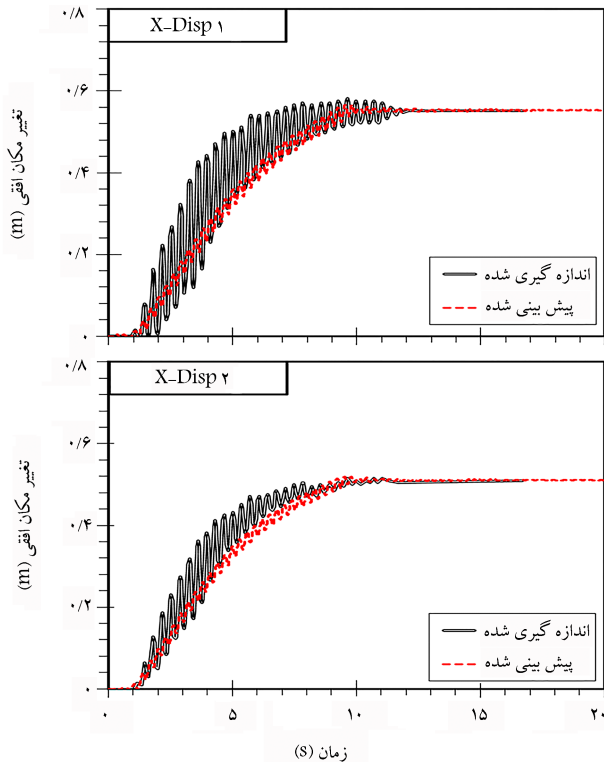 X-Disp ۱
۰/۸
۰/۶
۰/۴
۰/۲
۰
تغییر مکان افقی (m)
اندازه گیری شده
پیش بینی شده
X-Disp ۲
۰/۸
۰/۶
۰/۴
۰/۲
۰
تغییر مکان افقی (m)
اندازه گیری شده
پیش بینی شده
۰ ۵ ۱۰ ۱۵ ۲۰
زمان (s)